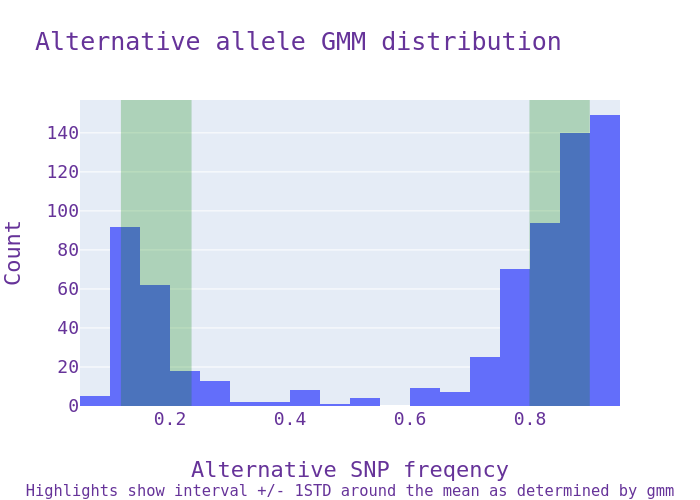 Alternative allele GMM distribution
140
120
100
80
60
40
20
0
Count
0.2 0.4 0.6 0.8
Alternative SNP freqency
Highlights show interval +/- 1STD around the mean as determined by gmm